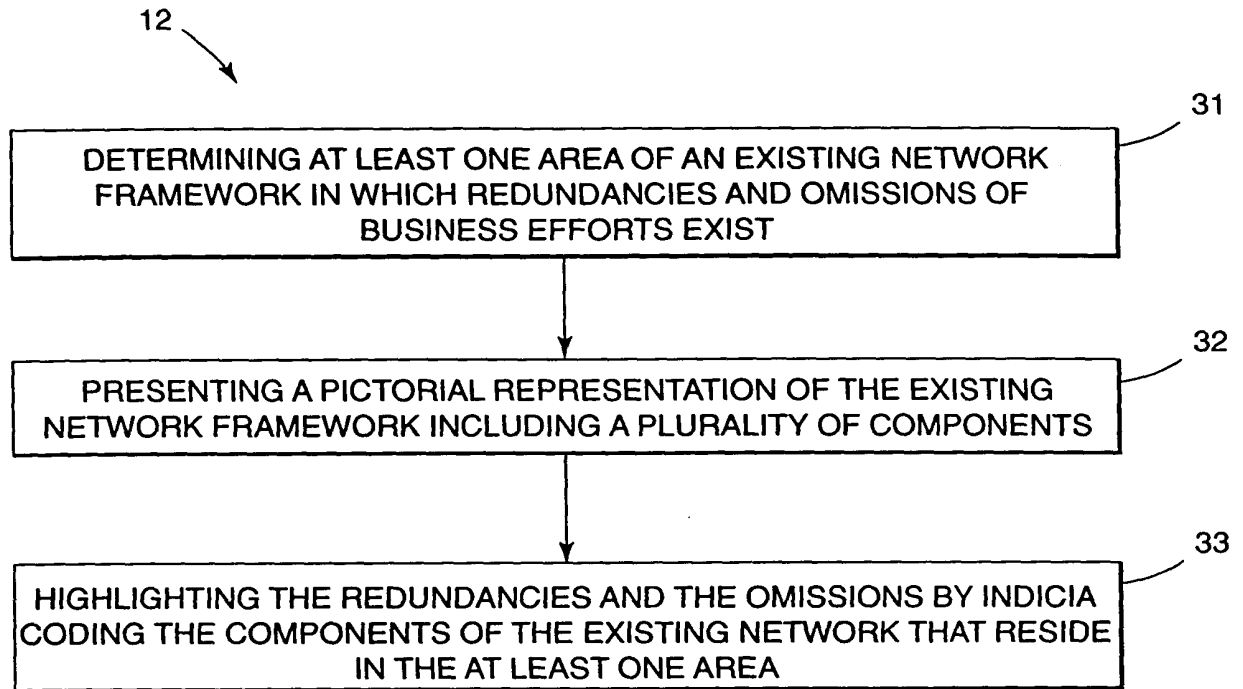 12
31
DETERMINING AT LEAST ONE AREA OF AN EXISTING NETWORK
FRAMEWORK IN WHICH REDUNDANCIES AND OMISSIONS OF
BUSINESS EFFORTS EXIST
32
PRESENTING A PICTORIAL REPRESENTATION OF THE EXISTING
NETWORK FRAMEWORK INCLUDING A PLURALITY OF COMPONENTS
33
HIGHLIGHTING THE REDUNDANCIES AND THE OMISSIONS BY INDICIA
CODING THE COMPONENTS OF THE EXISTING NETWORK THAT RESIDE
IN THE AT LEAST ONE AREA